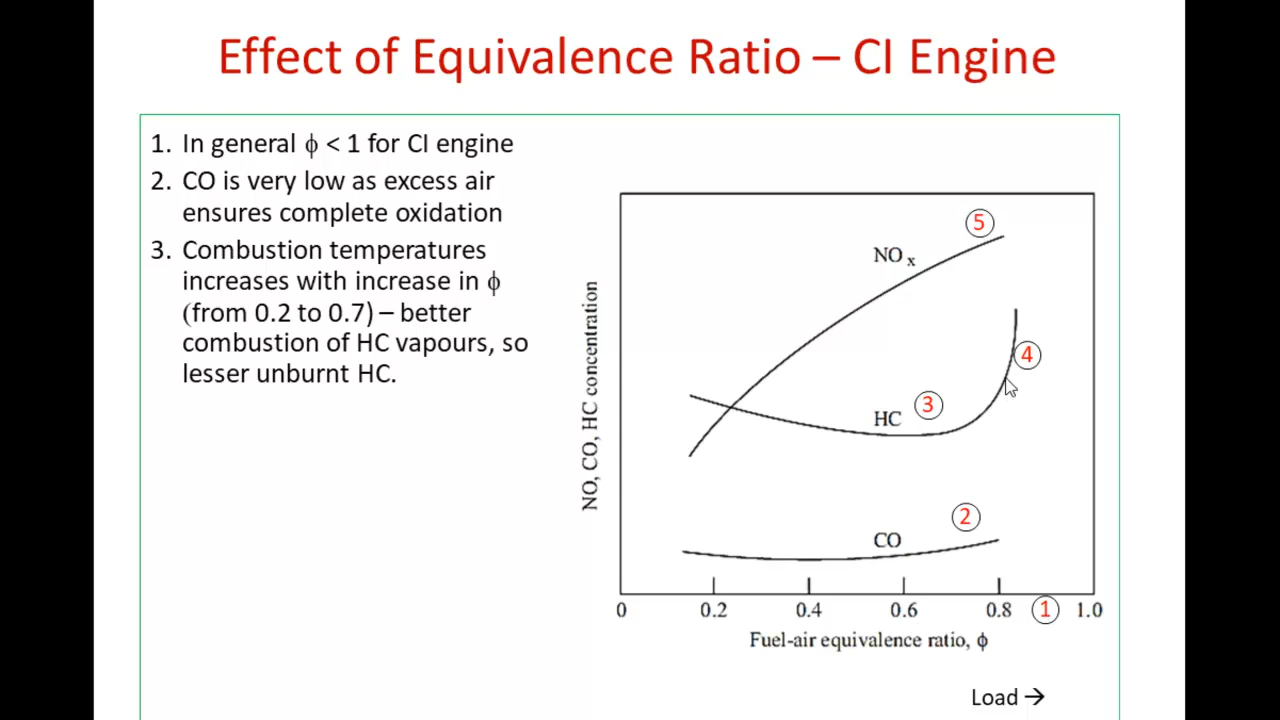 Effect of Equivalence Ratio – CI Engine
1. In general ϕ < 1 for CI engine
2. CO is very low as excess air
ensures complete oxidation
3. Combustion temperatures
increases with increase in ϕ
(from 0.2 to 0.7) – better
combustion of HC vapours, so
lesser unburnt HC.
NO, CO, HC concentration
5
NOx
4
3
HC
2
CO
0 0.2 0.4 0.6 0.8 1 1.0
Fuel-air equivalence ratio, ϕ
Load →